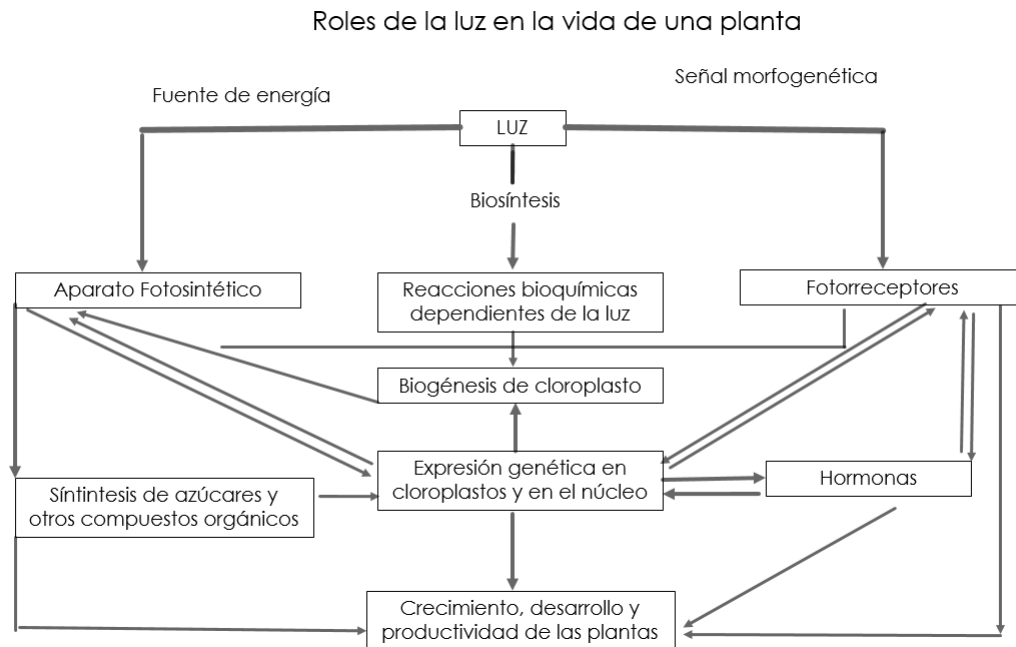 Roles de la luz en la vida de una planta
Señal morfogenética
Fuente de energía
LUZ
Biosíntesis
Aparato Fotosintético
Reacciones bioquímicas
dependientes de la luz
Fotorreceptores
Biogénesis de cloroplasto
Expresión genética en
cloroplastos y en el núcleo
Hormonas
Síntintesis de azúcares y
otros compuestos orgánicos
Crecimiento, desarrollo y
productividad de las plantas